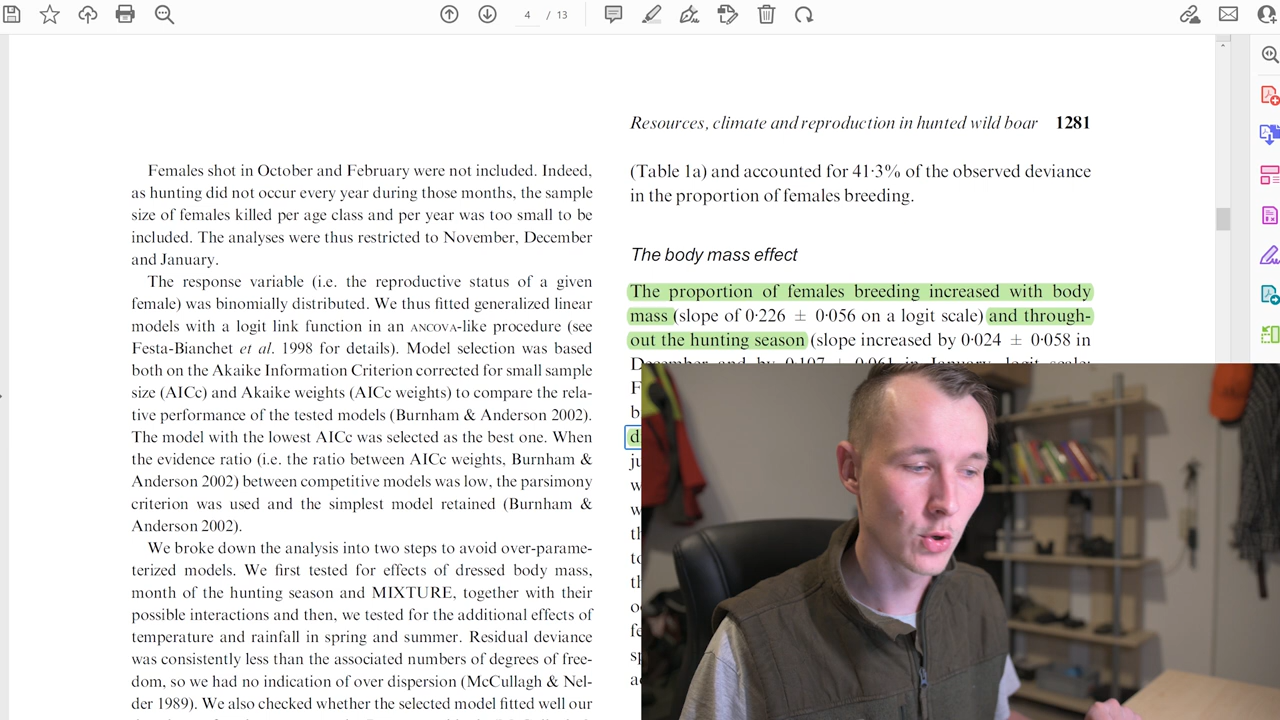 4 / 13
Females shot in October and February were not included. Indeed,
as hunting did not occur every year during those months, the sample
size of females killed per age class and per year was too small to be
included. The analyses were thus restricted to November, December
and January.
The response variable (i.e. the reproductive status of a given
female) was binomially distributed. We thus fitted generalized linear
models with a logit link function in an ANCOVA-like procedure (see
Festa-Bianchet et al. 1998 for details). Model selection was based
both on the Akaike Information Criterion corrected for small sample
size (AICc) and Akaike weights (AICc weights) to compare the rela-
tive performance of the tested models (Burnham & Anderson 2002).
The model with the lowest AICc was selected as the best one. When
the evidence ratio (i.e. the ratio between AICc weights, Burnham &
Anderson 2002) between competitive models was low, the parsimony
criterion was used and the simplest model retained (Burnham &
Anderson 2002).
We broke down the analysis into two steps to avoid over-parame-
terized models. We first tested for effects of dressed body mass,
month of the hunting season and MIXTURE, together with their
possible interactions and then, we tested for the additional effects of
temperature and rainfall in spring and summer. Residual deviance
was consistently less than the associated numbers of degrees of free-
dom, so we had no indication of over dispersion (McCullagh & Nel-
der 1989). We also checked whether the selected model fitted well our
Resources, climate and reproduction in hunted wild boar 1281
(Table 1a) and accounted for 41·3% of the observed deviance
in the proportion of females breeding.
The body mass effect
The proportion of females breeding increased with body
mass (slope of 0·226 ± 0·056 on a logit scale) and through-
out the hunting season (slope increased by 0·024 ± 0·058 in
December and by 0·107 ± 0·061 in January, logit scale;